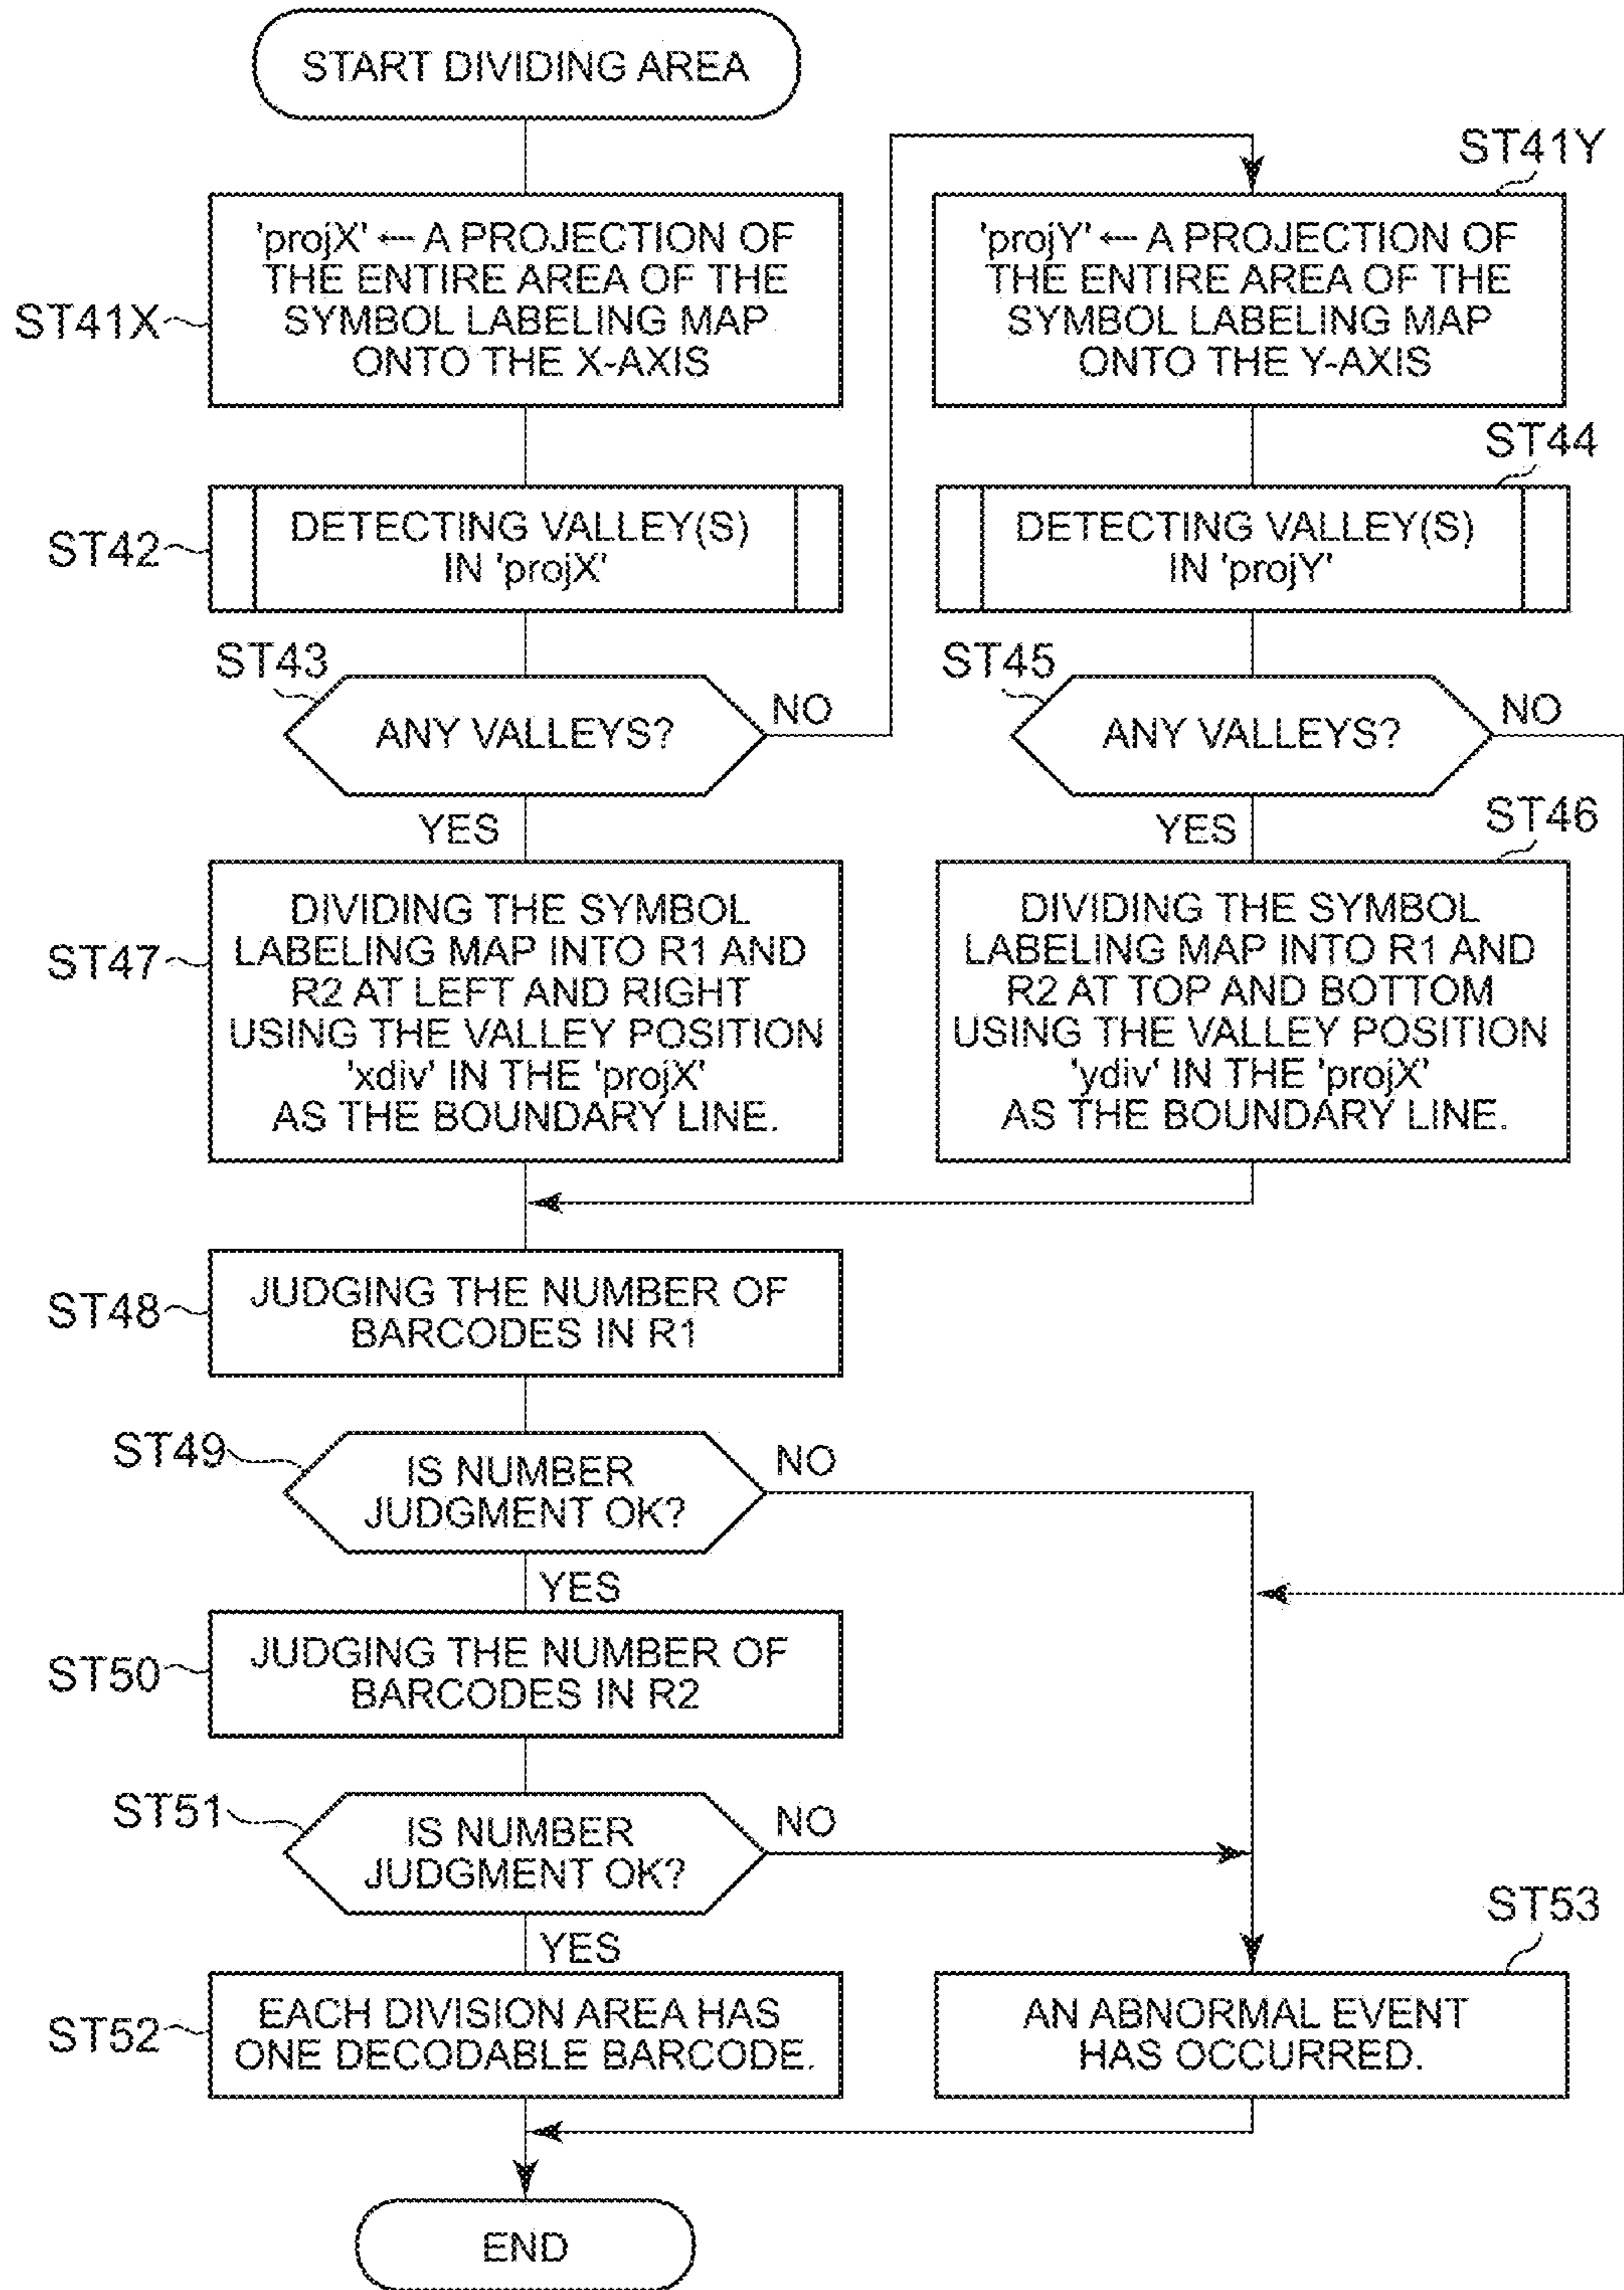 START DIVIDING AREA
ST41X
'projX' ← A PROJECTION OF
THE ENTIRE AREA OF THE
SYMBOL LABELING MAP
ONTO THE X-AXIS
ST41Y
'projY' ← A PROJECTION OF
THE ENTIRE AREA OF THE
SYMBOL LABELING MAP
ONTO THE Y-AXIS
ST42
DETECTING VALLEY(S)
IN 'projX'
ST44
DETECTING VALLEY(S)
IN 'projY'
ST43
ANY VALLEYS?
NO
YES
ST45
ANY VALLEYS?
NO
YES
ST47
DIVIDING THE SYMBOL
LABELING MAP INTO R1 AND
R2 AT LEFT AND RIGHT
USING THE VALLEY POSITION
'xdiv' IN THE 'projX'
AS THE BOUNDARY LINE.
ST46
DIVIDING THE SYMBOL
LABELING MAP INTO R1 AND
R2 AT TOP AND BOTTOM
USING THE VALLEY POSITION
'ydiv' IN THE 'projX'
AS THE BOUNDARY LINE.
ST48
JUDGING THE NUMBER OF
BARCODES IN R1
ST49
IS NUMBER
JUDGMENT OK?
NO
YES
ST50
JUDGING THE NUMBER OF
BARCODES IN R2
ST51
IS NUMBER
JUDGMENT OK?
NO
YES
ST52
EACH DIVISION AREA HAS
ONE DECODABLE BARCODE.
ST53
AN ABNORMAL EVENT
HAS OCCURRED.
END